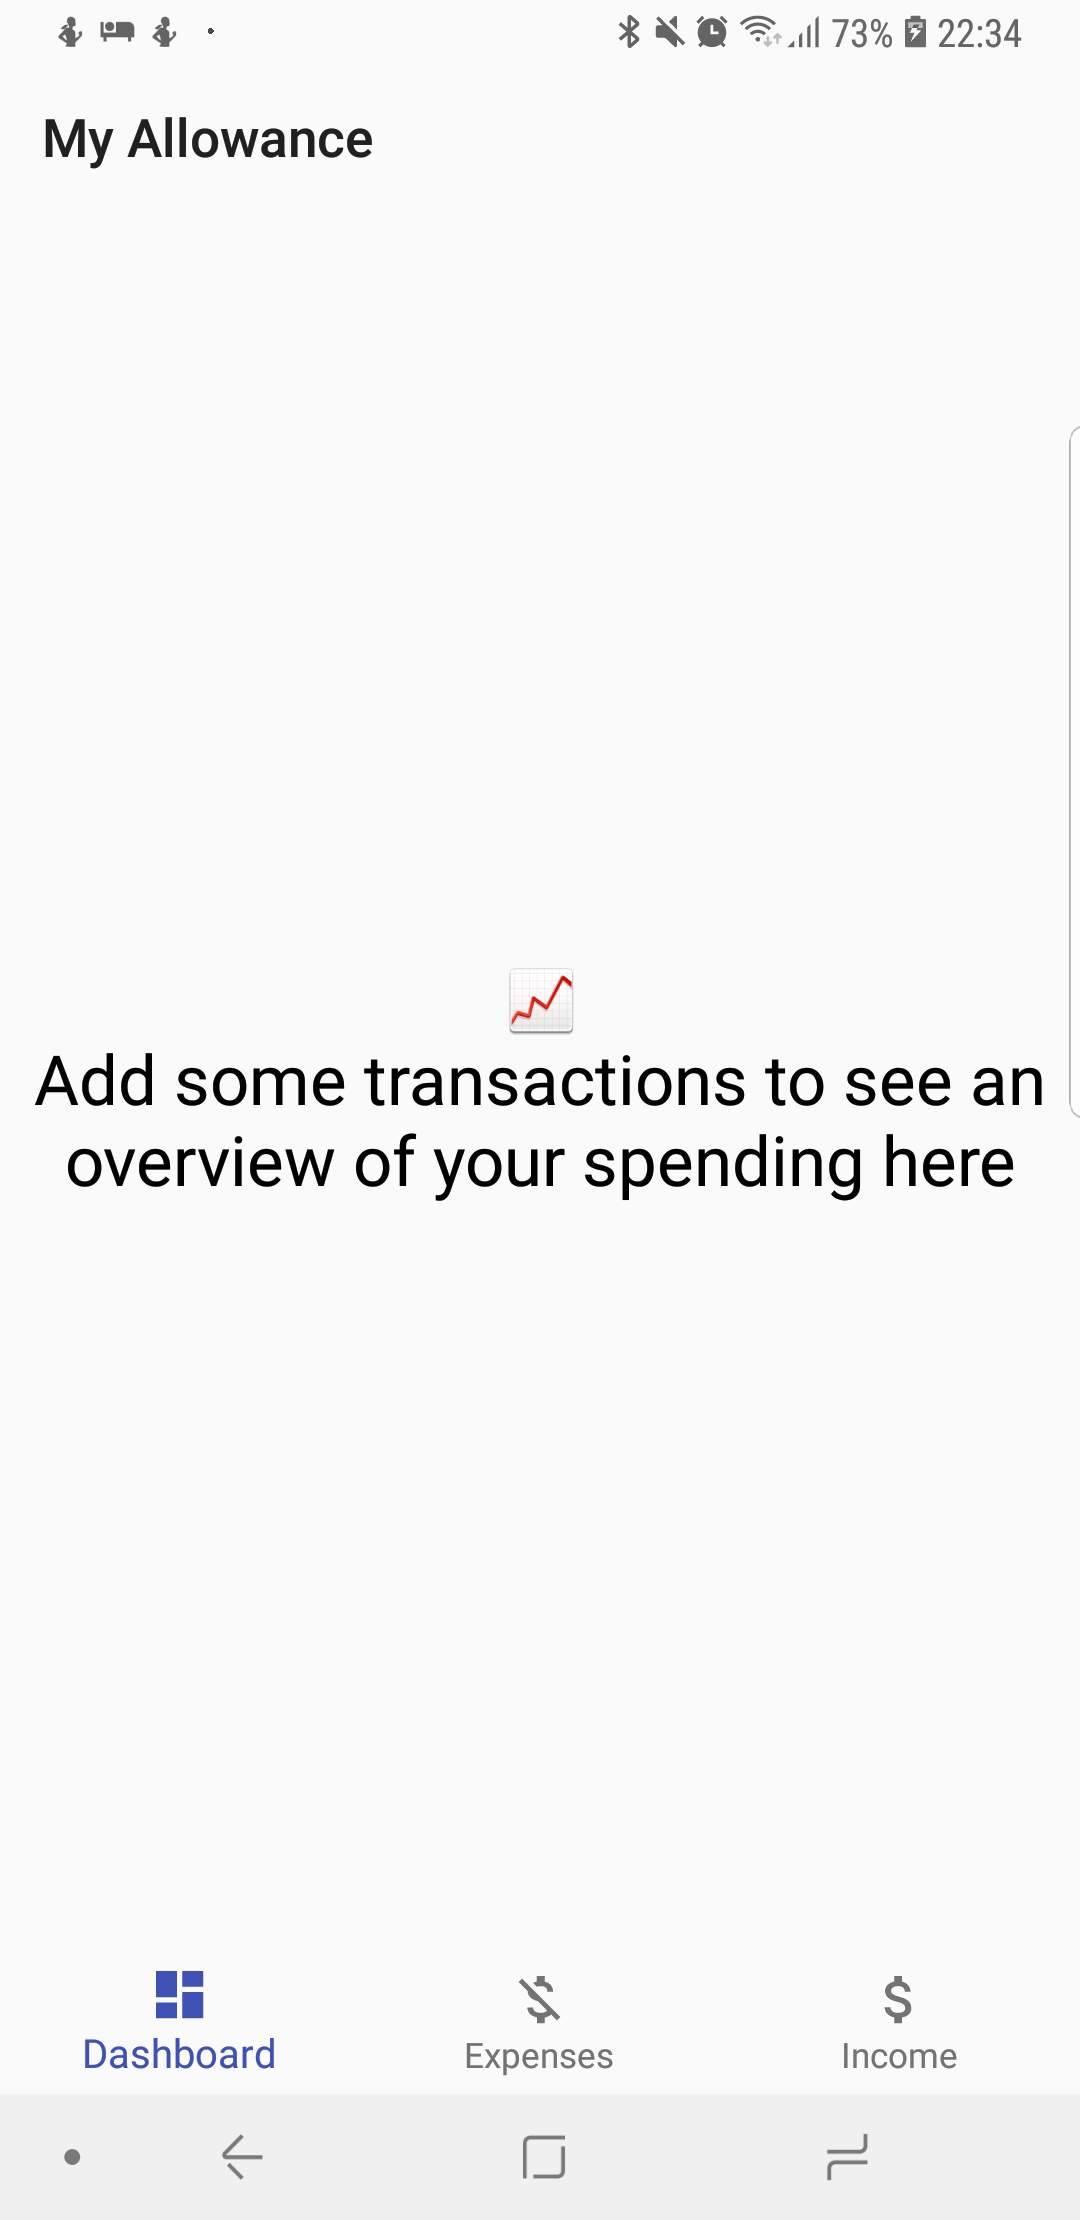 73% 22:34
My Allowance
Add some transactions to see an
overview of your spending here
Dashboard
Expenses
Income